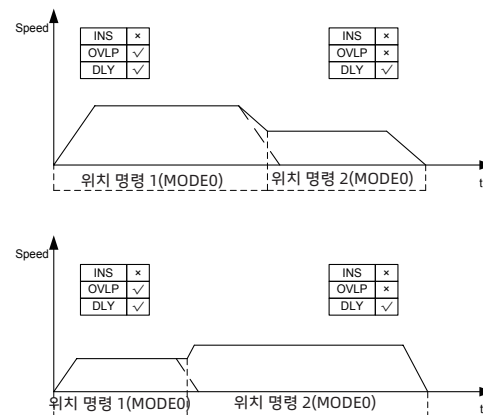 Speed
INS × INS ×
OVLP √ OVLP ×
DLY √ DLY √
위치 명령 1(MODE0) 위치 명령 2(MODE0)
t
Speed
INS × INS ×
OVLP √ OVLP ×
DLY √ DLY √
위치 명령 1(MODE0) 위치 명령 2(MODE0)
t